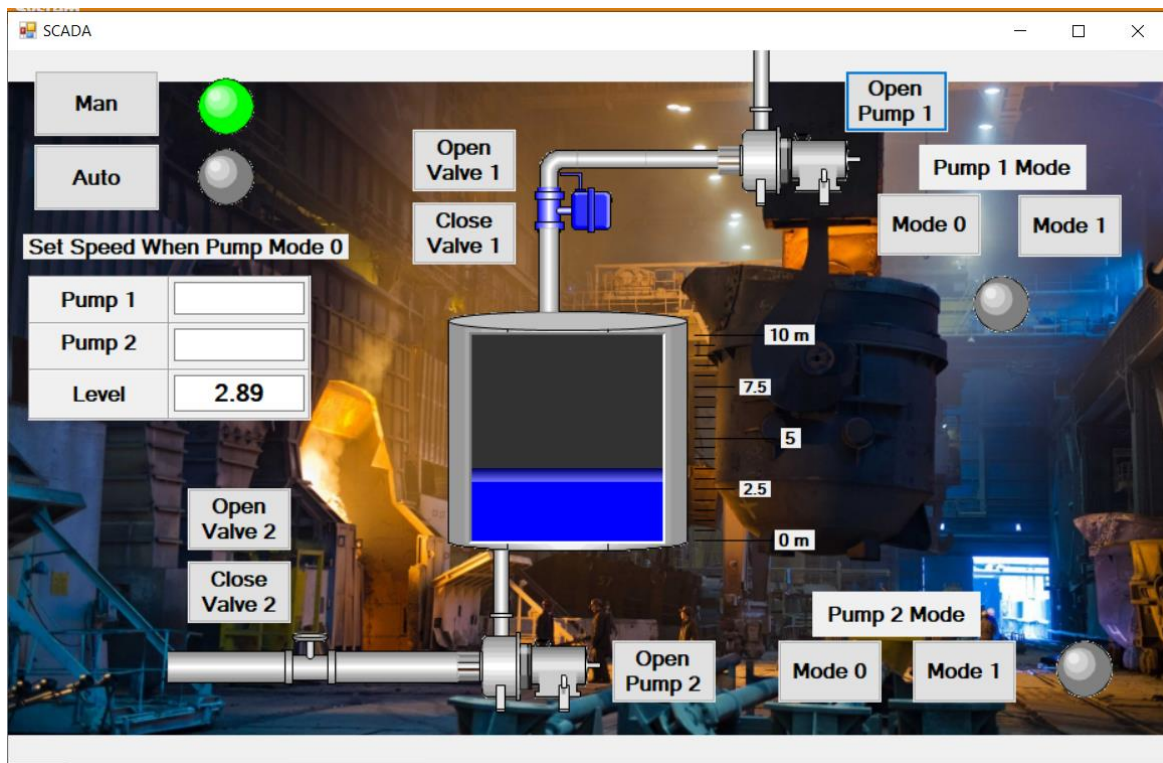 SCADA
Man
Auto
Open
Valve 1
Close
Valve 1
Open
Pump 1
Pump 1 Mode
Mode 0
Mode 1
Set Speed When Pump Mode 0
Pump 1
Pump 2
Level
2.89
10 m
7.5
5
2.5
0 m
Open
Valve 2
Close
Valve 2
Open
Pump 2
Pump 2 Mode
Mode 0
Mode 1